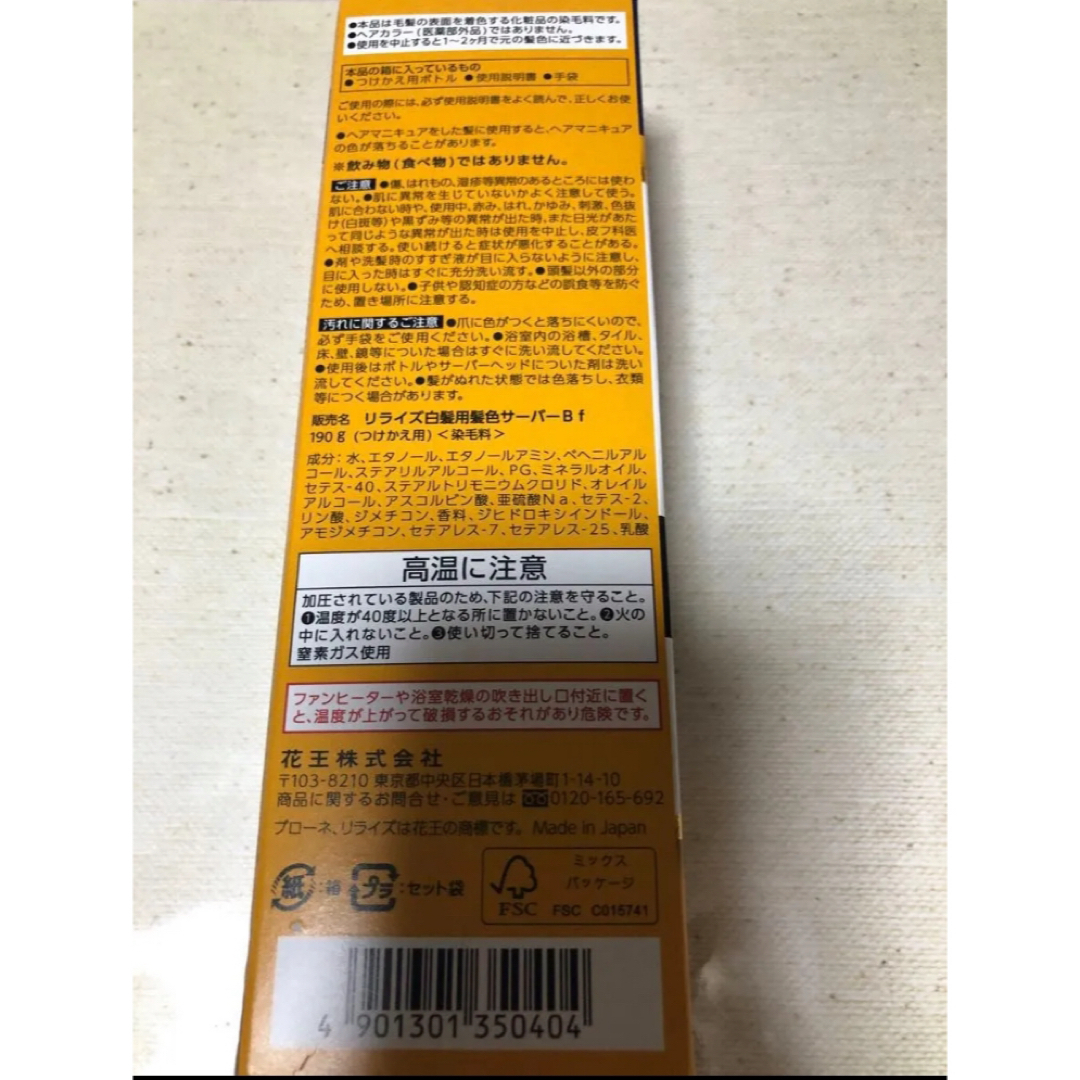 ●本品は毛髪の表面を着色する化粧品の染毛料です。
●ヘアカラー(医薬部外品)ではありません。
●使用を中止すると1〜2ヶ月で元の髪色に近づきます。
本品の箱に入っているもの
●つけかえ用ボトル ●使用説明書 ●手袋
ご使用の際には、必ず使用説明書をよく読んで、正しくお使
いください。
●ヘアマニキュアをした髪に使用すると、ヘアマニキュア
の色が落ちることがあります。
※飲み物(食べ物)ではありません。
ご注意 ●傷、はれもの、湿疹等異常のあるところには使わ
ない。●肌に異常を生じていないかよく注意して使う。
肌に合わない時や、使用中、赤み、はれ、かゆみ、刺激、色抜
け(白斑等)や黒ずみ等の異常が出た時、また日光があた
って同じような異常が出た時は使用を中止し、皮フ科医
へ相談する。使い続けると症状が悪化することがある。
●剤や洗髪時のすすぎ液が目に入らないように注意し、
目に入った時はすぐに充分洗い流す。●頭髪以外の部分
に使用しない。●子供や認知症の方などの誤食等を防ぐ
ため、置き場所に注意する。
汚れに関するご注意 ●爪に色がつくと落ちにくいので、
必ず手袋をご使用ください。●浴室内の浴槽、タイル、
床、壁、鏡等についた場合はすぐに洗い流してください。
●使用後はボトルやサーバーヘッドについた剤は洗い
流してください。●髪がぬれた状態では色落ちし、衣類
等につく場合があります。
販売名 リライズ白髪用髪色サーバーBf
190g(つけかえ用)<染毛料>
成分:水、エタノール、エタノールアミン、ベヘニルアル
コール、ステアリルアルコール、PG、ミネラルオイル、
セテス-40、ステアルトリモニウムクロリド、オレイル
アルコール、アスコルビン酸、亜硫酸Na、セテス-2、
リン酸、ジメチコン、香料、ジヒドロキシインドール、
アモジメチコン、セテアレス-7、セテアレス-25、乳酸
高温に注意
加圧されている製品のため、下記の注意を守ること。
❶温度が40度以上となる所に置かないこと。❷火の
中に入れないこと。❸使い切って捨てること。
窒素ガス使用
ファンヒーターや浴室乾燥の吹き出し口付近に置く
と、温度が上がって破損するおそれがあり危険です。
花王株式会社
〒103-8210 東京都中央区日本橋茅場町1-14-10
商品に関するお問合せ・ご意見は 0120-165-692
ブローネ、リライズは花王の商標です。 Made in Japan
紙:箱 プラ:セット袋
ミックス
パッケージ
FSC FSC C015741
4 901301 350404